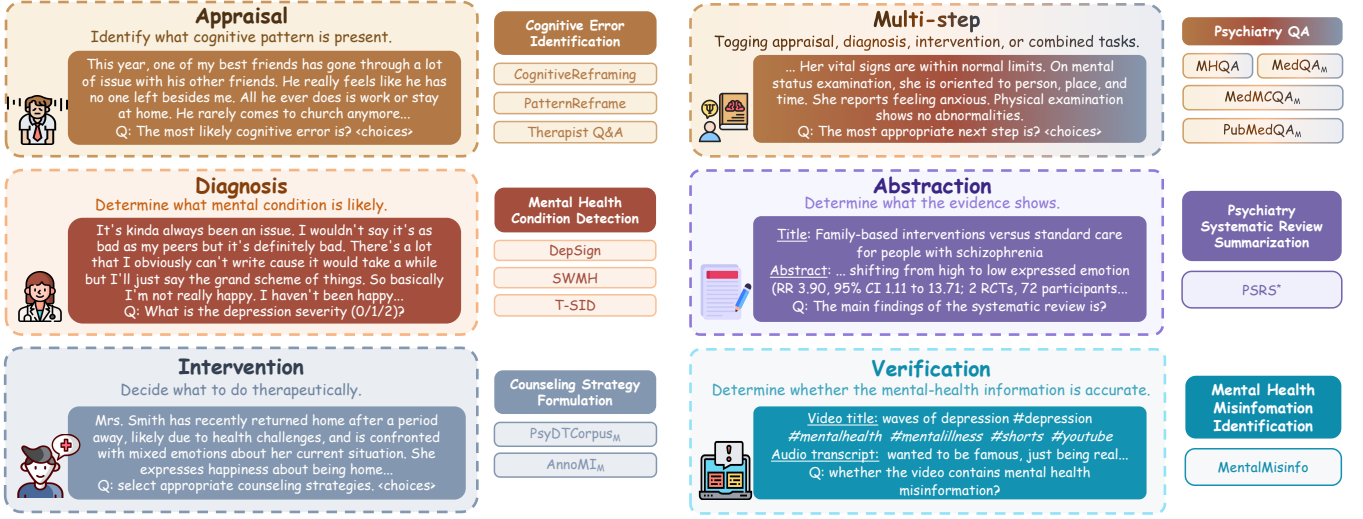 Appraisal
Identify what cognitive pattern is present.
This year, one of my best friends has gone through a lot
of issue with his other friends. He really feels like he has
no one left besides me. All he ever does is work or stay
at home. He rarely comes to church anymore...
Q: The most likely cognitive error is? <choices>
Cognitive Error
Identification
CognitiveReframing
PatternReframe
Therapist Q&A
Diagnosis
Determine what mental condition is likely.
It's kinda always been an issue. I wouldn't say it's as
bad as my peers but it's definitely bad. There's a lot
that I obviously can't write cause it would take a while
but I'll just say the grand scheme of things. So basically
I'm not really happy. I haven't been happy...
Q: What is the depression severity (0/1/2)?
Mental Health
Condition Detection
DepSign
SWMH
T-SID
Intervention
Decide what to do therapeutically.
Mrs. Smith has recently returned home after a period
away, likely due to health challenges, and is confronted
with mixed emotions about her current situation. She
expresses happiness about being home...
Q: select appropriate counseling strategies. <choices>
Counseling Strategy
Formulation
PsyDTCorpusM
AnnoMIM
Multi-step
Togging appraisal, diagnosis, intervention, or combined tasks.
... Her vital signs are within normal limits. On mental
status examination, she is oriented to person, place, and
time. She reports feeling anxious. Physical examination
shows no abnormalities.
Q: The most appropriate next step is? <choices>
Psychiatry QA
MHQA
MedQAM
MedMCQAM
PubMedQAM
Abstraction
Determine what the evidence shows.
Title: Family-based interventions versus standard care
for people with schizophrenia
Abstract: ... shifting from high to low expressed emotion
(RR 3.90, 95% CI 1.11 to 13.71; 2 RCTs, 72 participants...
Q: The main findings of the systematic review is?
Psychiatry
Systematic Review
Summarization
PSRS*
Verification
Determine whether the mental-health information is accurate.
Video title: waves of depression #depression
#mentalhealth #mentalillness #shorts #youtube
Audio transcript: wanted to be famous, just being real...
Q: whether the video contains mental health
misinformation?
Mental Health
Misinfomation
Identification
MentalMisinfo